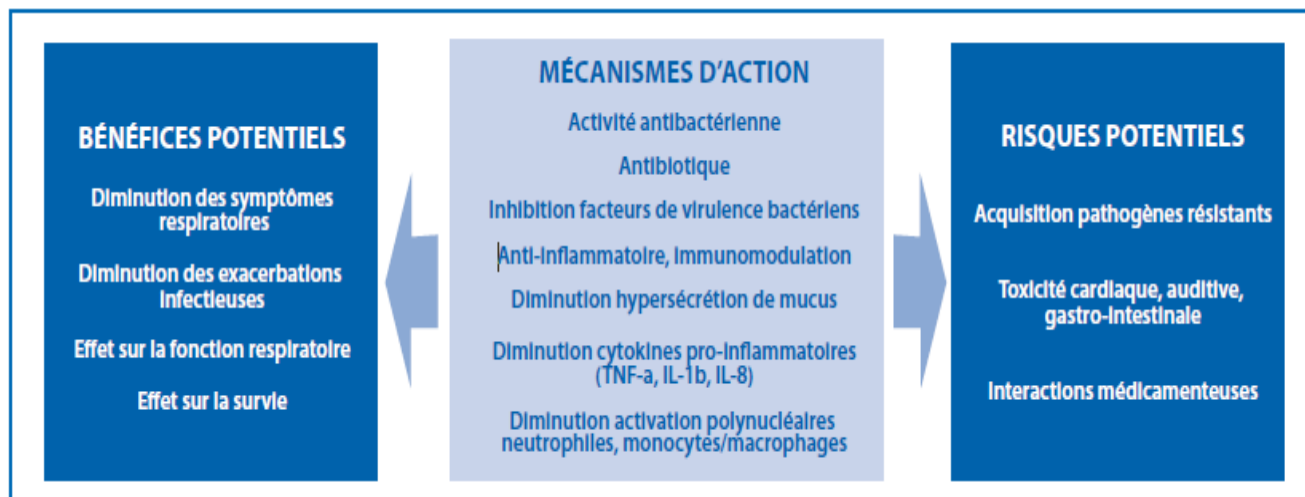 BÉNÉFICES POTENTIELS
Diminution des symptômes
respiratoires
Diminution des exacerbations
infectieuses
Effet sur la fonction respiratoire
Effet sur la survie
MÉCANISMES D'ACTION
Activité antibactérienne
Antibiotique
Inhibition facteurs de virulence bactériens
Anti-inflammatoire, immunomodulation
Diminution hypersécrétion de mucus
Diminution cytokines pro-inflammatoires
(TNF-a, IL-1b, IL-8)
Diminution activation polynucléaires
neutrophiles, monocytes/macrophages
RISQUES POTENTIELS
Acquisition pathogènes résistants
Toxicité cardiaque, auditive,
gastro-intestinale
Interactions médicamenteuses